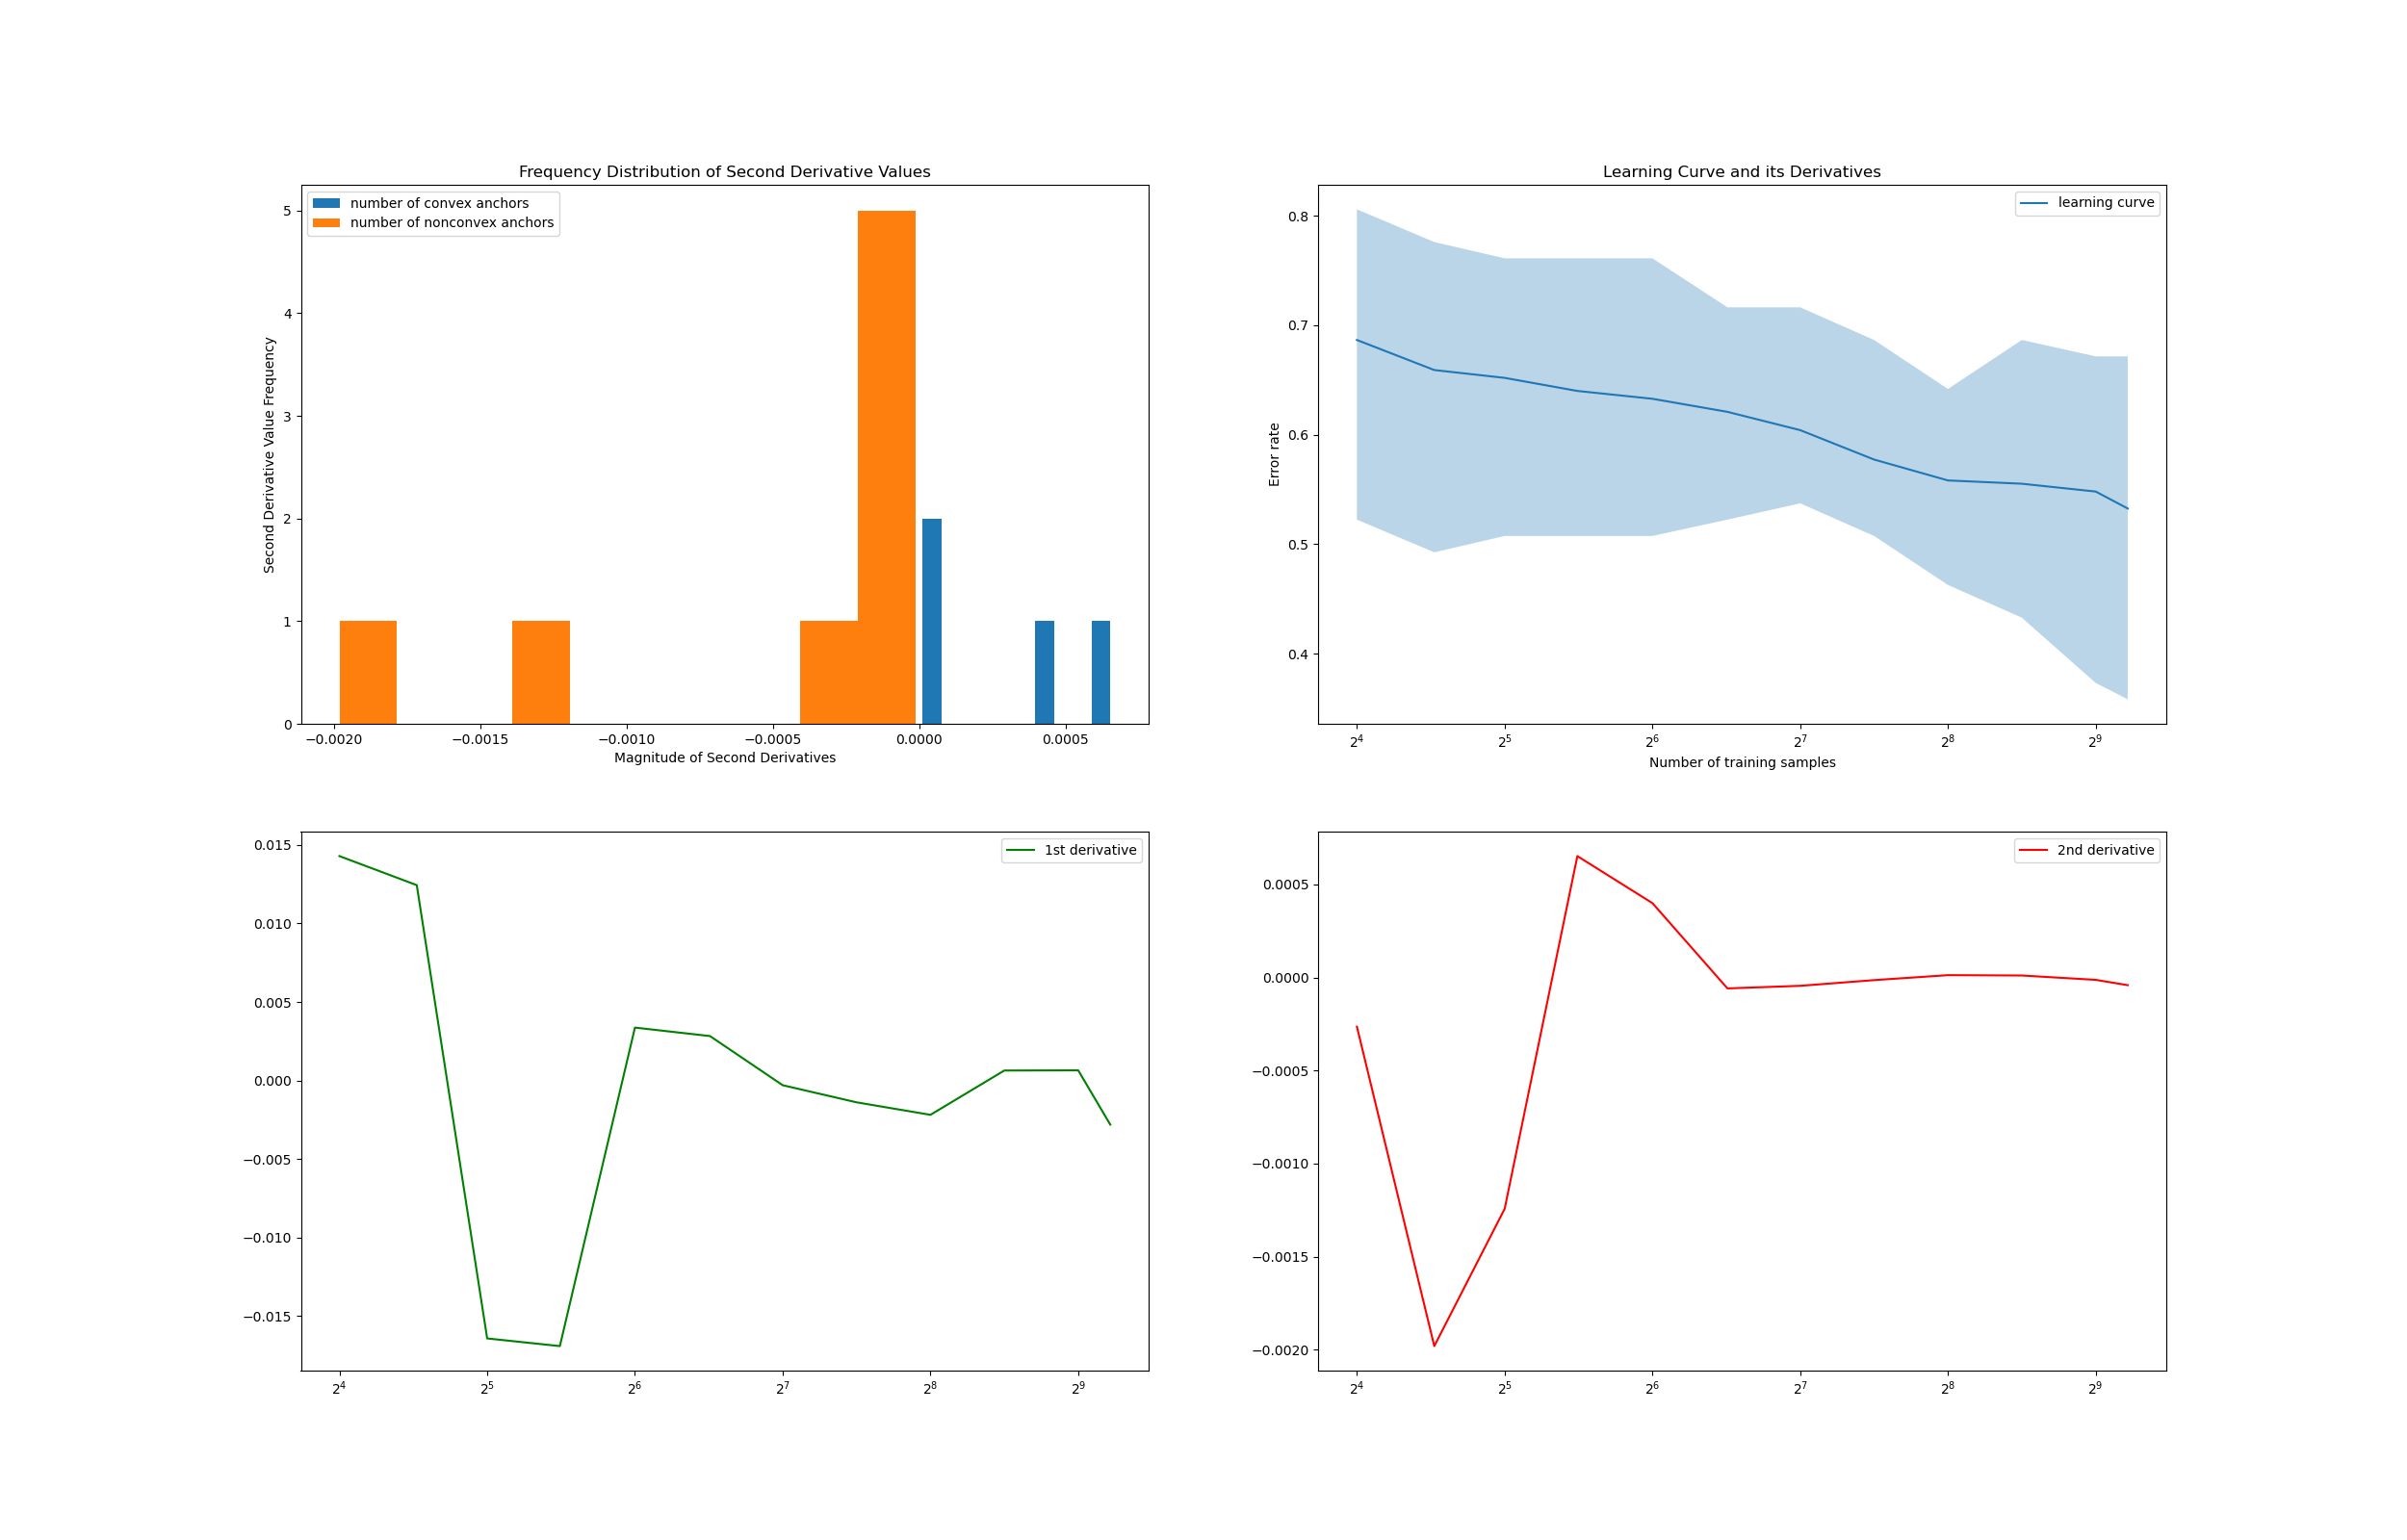 Frequency Distribution of Second Derivative Values
number of convex anchors
number of nonconvex anchors
5
4
3
2
1
0
Second Derivative Value Frequency
−0.0020 −0.0015 −0.0010 −0.0005 0.0000 0.0005
Magnitude of Second Derivatives
Learning Curve and its Derivatives
learning curve
0.8
0.7
0.6
0.5
0.4
Error rate
2⁴ 2⁵ 2⁶ 2⁷ 2⁸ 2⁹
Number of training samples
1st derivative
0.015
0.010
0.005
0.000
−0.005
−0.010
−0.015
2⁴ 2⁵ 2⁶ 2⁷ 2⁸ 2⁹
2nd derivative
0.0005
0.0000
−0.0005
−0.0010
−0.0015
−0.0020
2⁴ 2⁵ 2⁶ 2⁷ 2⁸ 2⁹